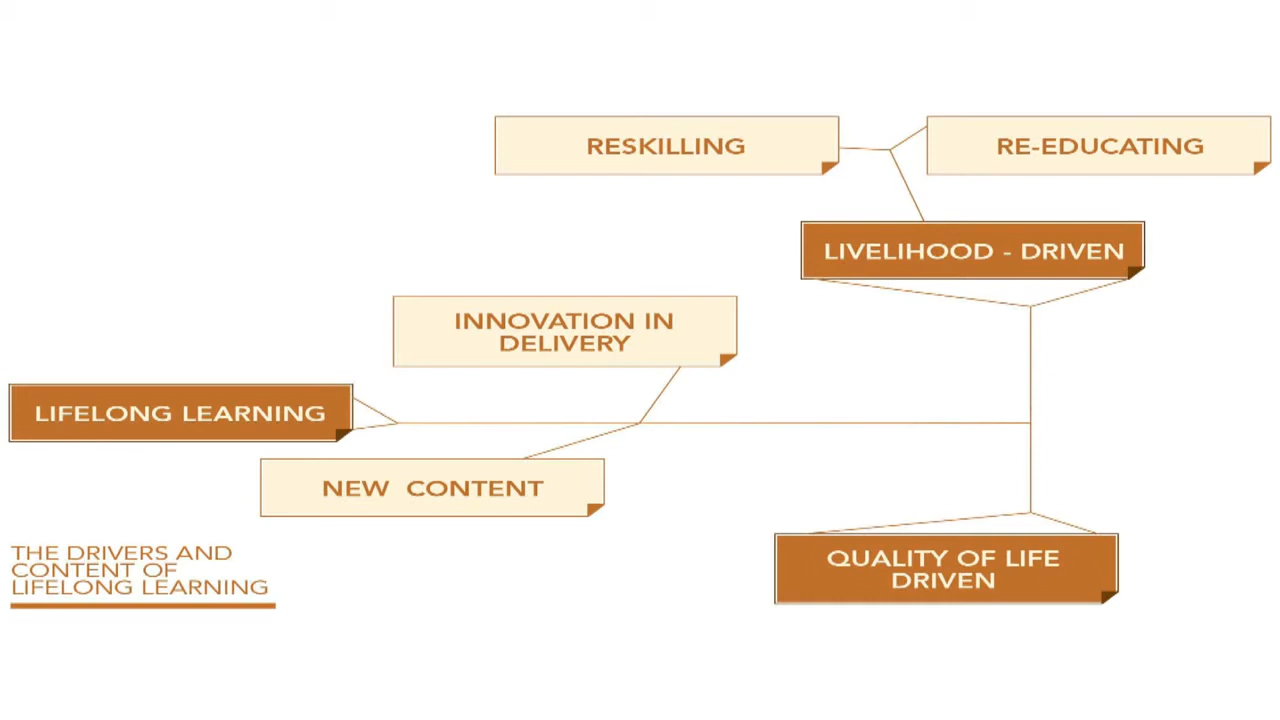 RESKILLING
RE-EDUCATING
LIVELIHOOD - DRIVEN
INNOVATION IN
DELIVERY
LIFELONG LEARNING
NEW CONTENT
THE DRIVERS AND
CONTENT OF
LIFELONG LEARNING
QUALITY OF LIFE
DRIVEN